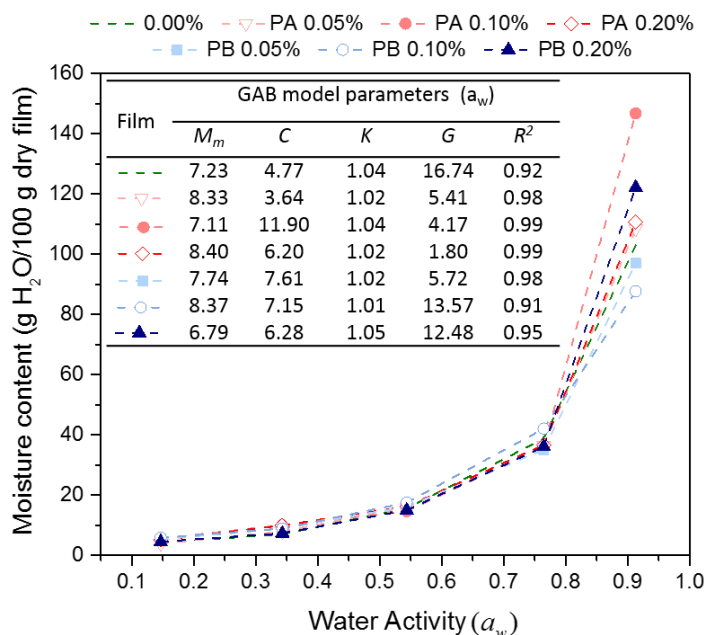 0.00% PA 0.05% PA 0.10% PA 0.20%
PB 0.05% PB 0.10% PB 0.20%
GAB model parameters (a_w)
Film M_m C K G R²
7.23 4.77 1.04 16.74 0.92
8.33 3.64 1.02 5.41 0.98
7.11 11.90 1.04 4.17 0.99
8.40 6.20 1.02 1.80 0.99
7.74 7.61 1.02 5.72 0.98
8.37 7.15 1.01 13.57 0.91
6.79 6.28 1.05 12.48 0.95
Moisture content (g H₂O/100 g dry film)
160
140
120
100
80
60
40
20
0
0.1 0.2 0.3 0.4 0.5 0.6 0.7 0.8 0.9 1.0
Water Activity (a_w)